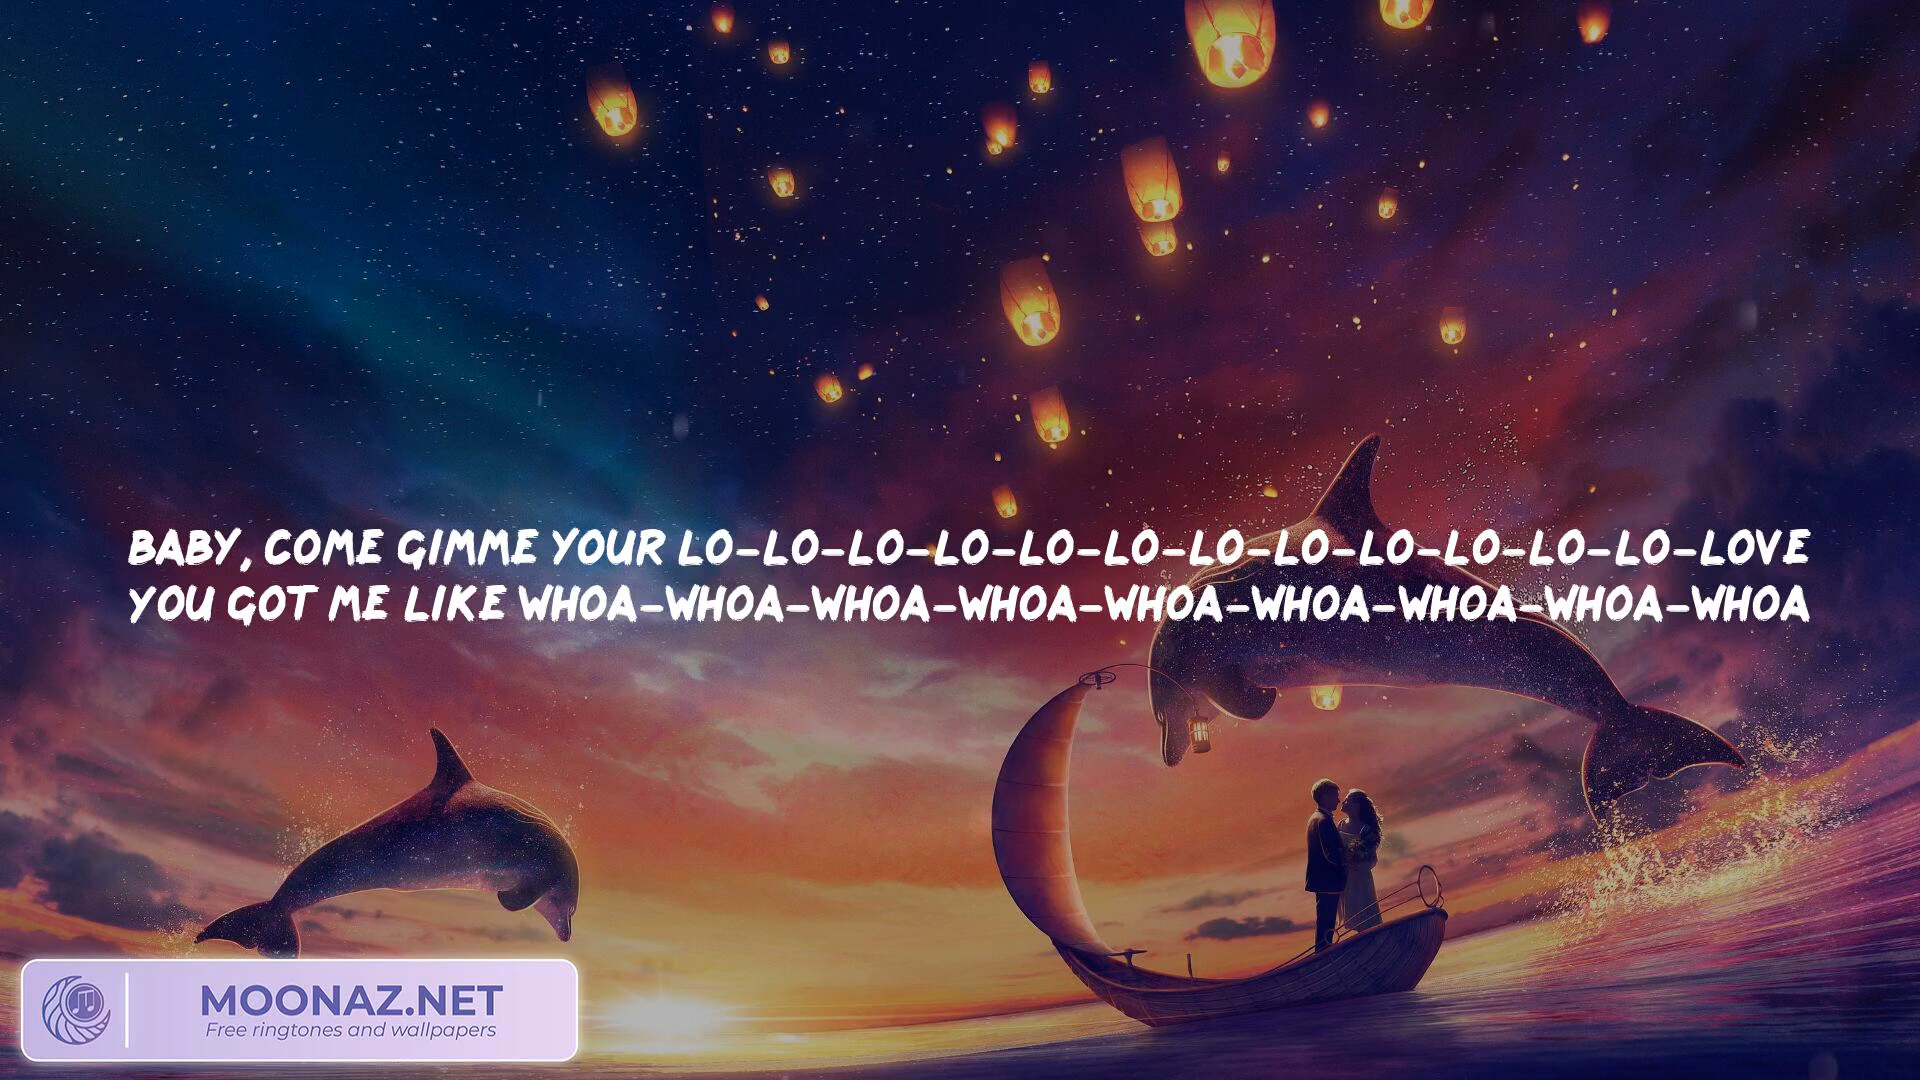 BABY, COME GIMME YOUR LO-LO-LO-LO-LO-LO-LO-LO-LO-LO-LO-LO-LOVE
YOU GOT ME LIKE WHOA-WHOA-WHOA-WHOA-WHOA-WHOA-WHOA-WHOA-WHOA
MOONAZ.NET
Free ringtones and wallpapers